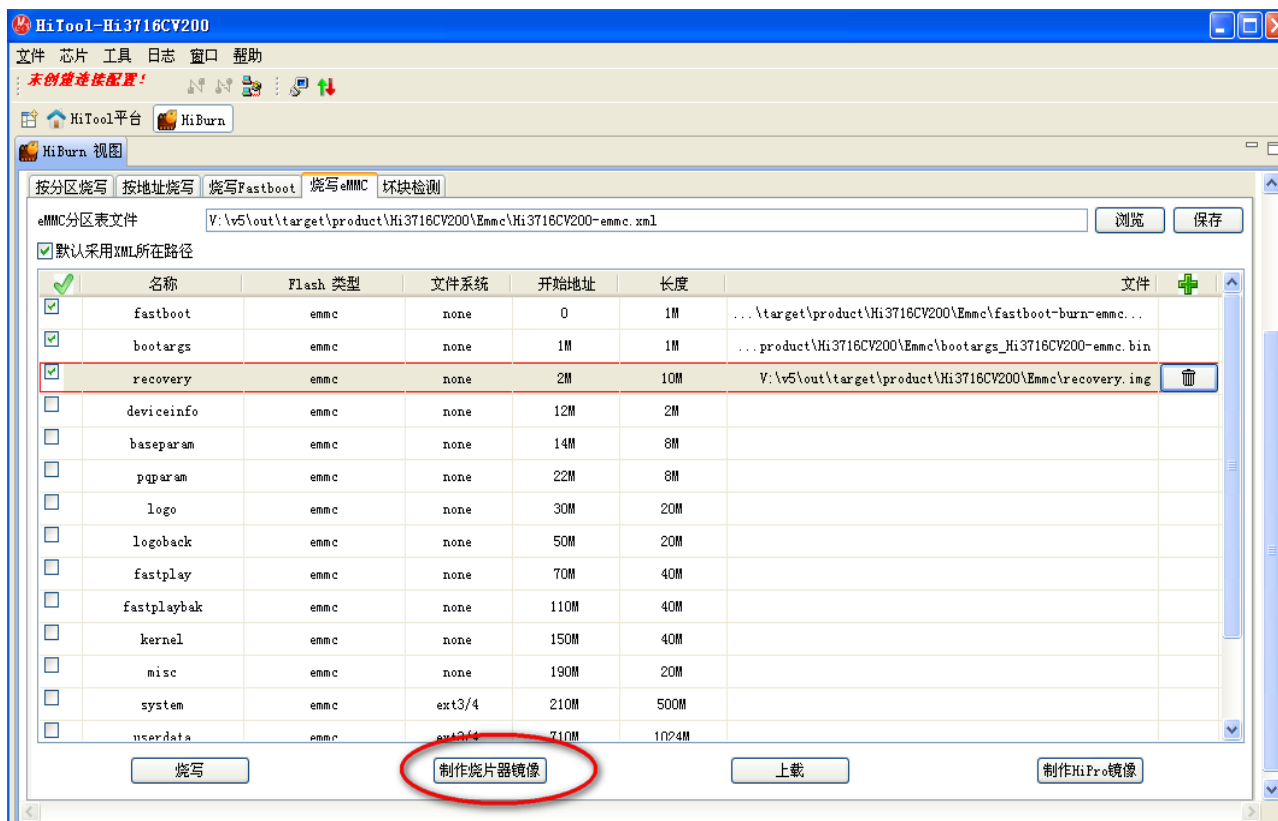 HiTool-Hi3716CV200
文件 芯片 工具 日志 窗口 帮助
未创建连接配置!
HiTool平台 HiBurn
HiBurn 视图
按分区烧写 按地址烧写 烧写Fastboot 烧写eMMC 坏块检测
eMMC分区表文件 V:\v5\out\target\product\Hi3716CV200\Emmc\Hi3716CV200-emmc.xml 浏览 保存
默认采用XML所在路径
名称 Flash 类型 文件系统 开始地址 长度 文件
fastboot emmc none 0 1M ...\target\product\Hi3716CV200\Emmc\fastboot-burn-emmc...
bootargs emmc none 1M 1M ...product\Hi3716CV200\Emmc\bootargs_Hi3716CV200-emmc.bin
recovery emmc none 2M 10M V:\v5\out\target\product\Hi3716CV200\Emmc\recovery.img
deviceinfo emmc none 12M 2M
baseparam emmc none 14M 8M
pqparam emmc none 22M 8M
logo emmc none 30M 20M
logoback emmc none 50M 20M
fastplay emmc none 70M 40M
fastplaybak emmc none 110M 40M
kernel emmc none 150M 40M
misc emmc none 190M 20M
system emmc ext3/4 210M 500M
userdata emmc ext3/4 710M 1024M
烧写 制作烧片器镜像 上载 制作HiPro镜像